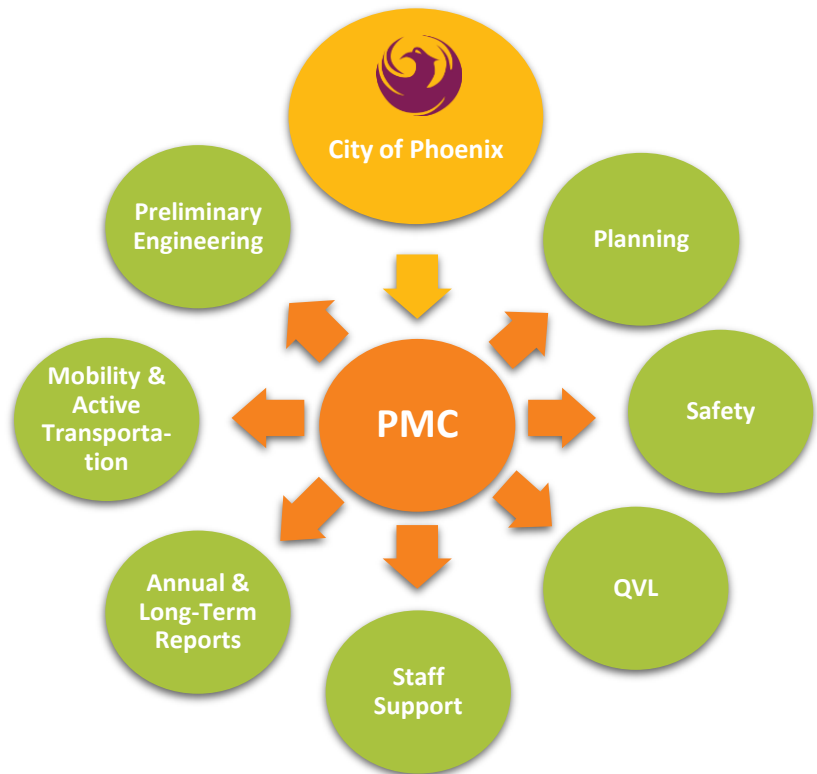 City of Phoenix
Preliminary
Engineering
Planning
Mobility &
Active
Transporta-
tion
PMC
Safety
Annual &
Long-Term
Reports
QVL
Staff
Support